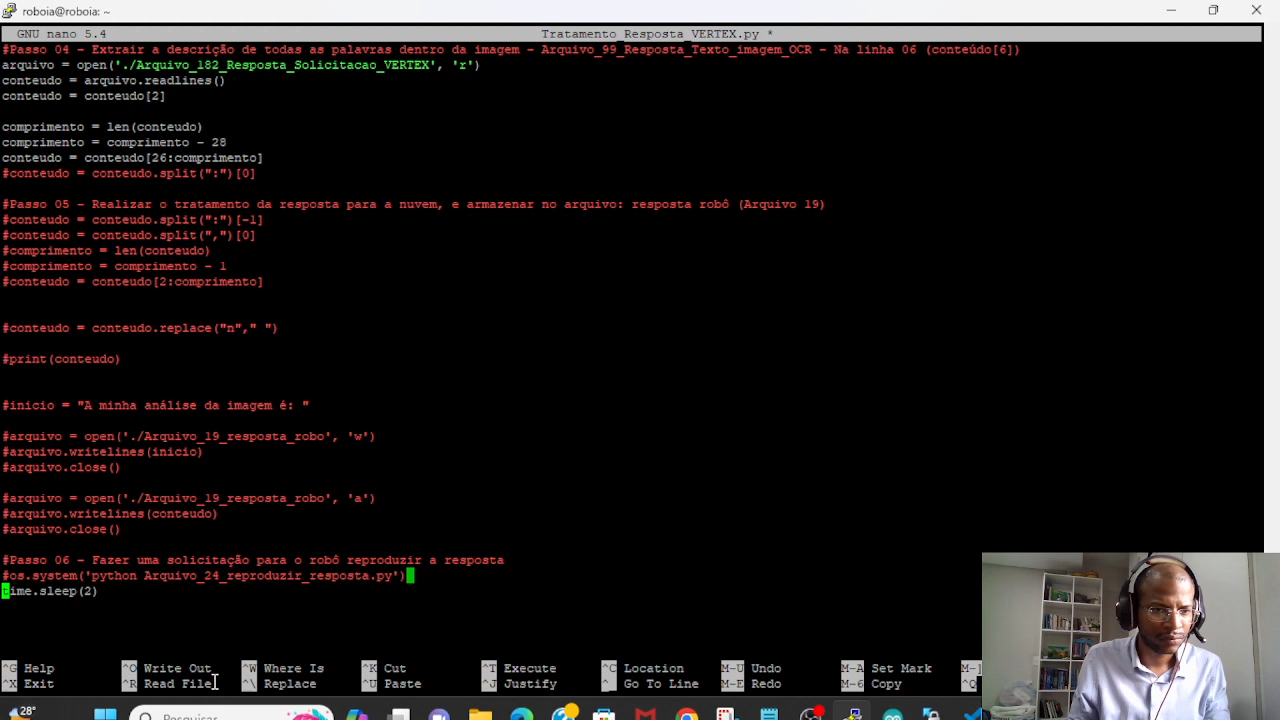 roboia@roboia: ~
GNU nano 5.4 Tratamento_Resposta_VERTEX.py *
#Passo 04 - Extrair a descrição de todas as palavras dentro da imagem - Arquivo_99_Resposta_Texto_imagem_OCR - Na linha 06 (conteúdo[6])
arquivo = open('./Arquivo_182_Resposta_Solicitacao_VERTEX', 'r')
conteudo = arquivo.readlines()
conteudo = conteudo[2]
comprimento = len(conteudo)
comprimento = comprimento - 28
conteudo = conteudo[26:comprimento]
#conteudo = conteudo.split(":")[0]
#Passo 05 - Realizar o tratamento da resposta para a nuvem, e armazenar no arquivo: resposta robô (Arquivo 19)
#conteudo = conteudo.split(":")[-1]
#conteudo = conteudo.split(",")[0]
#comprimento = len(conteudo)
#comprimento = comprimento - 1
#conteudo = conteudo[2:comprimento]
#conteudo = conteudo.replace("n"," ")
#print(conteudo)
#inicio = "A minha análise da imagem é: "
#arquivo = open('./Arquivo_19_resposta_robo', 'w')
#arquivo.writelines(inicio)
#arquivo.close()
#arquivo = open('./Arquivo_19_resposta_robo', 'a')
#arquivo.writelines(conteudo)
#arquivo.close()
#Passo 06 - Fazer uma solicitação para o robô reproduzir a resposta
#os.system('python Arquivo_24_reproduzir_resposta.py')
time.sleep(2)
^G Help ^O Write Out ^W Where Is ^K Cut ^T Execute ^C Location M-U Undo M-A Set Mark M-]
^X Exit ^R Read File ^\ Replace ^U Paste ^J Justify ^_ Go To Line M-E Redo M-6 Copy ^Q
28° Pesquisar